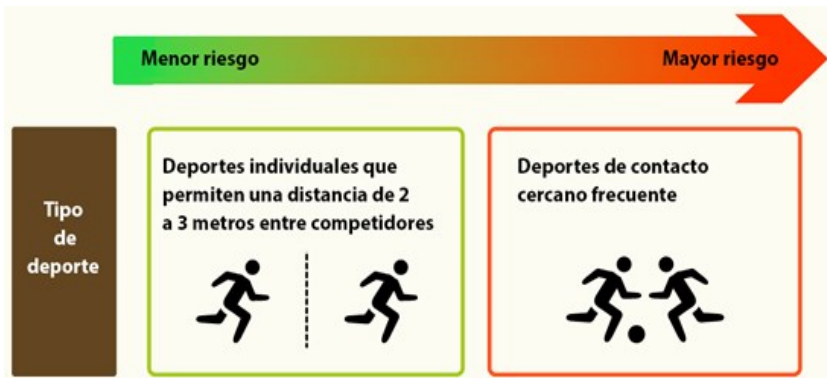 Menor riesgo
Mayor riesgo
Tipo
de
deporte
Deportes individuales que
permiten una distancia de 2
a 3 metros entre competidores
Deportes de contacto
cercano frecuente